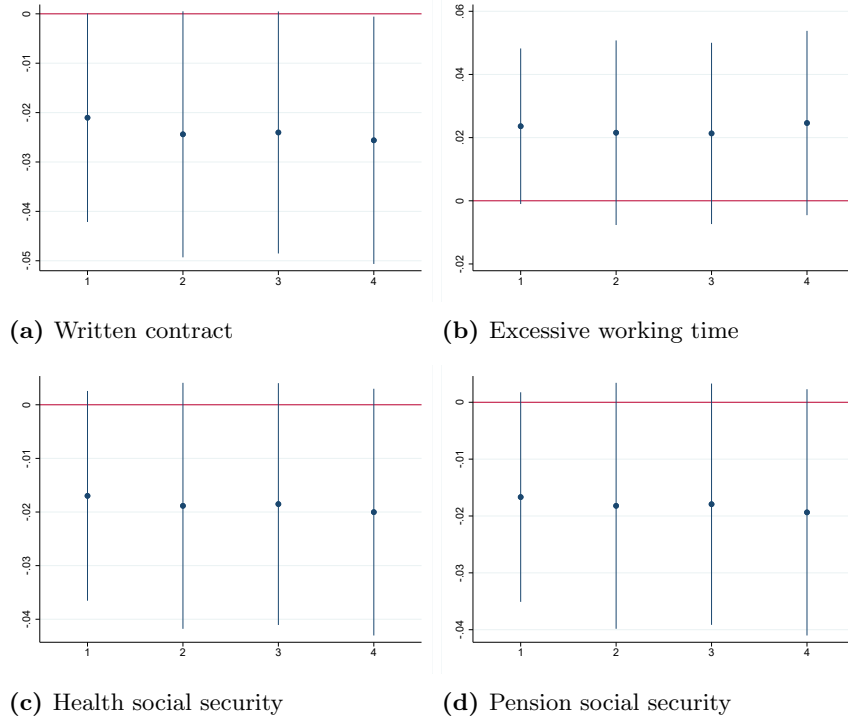 0
-.01
-.02
-.03
-.04
-.05
1 2 3 4
(a) Written contract
.06
.04
.02
0
-.02
1 2 3 4
(b) Excessive working time
0
-.01
-.02
-.03
-.04
1 2 3 4
(c) Health social security
0
-.01
-.02
-.03
-.04
1 2 3 4
(d) Pension social security